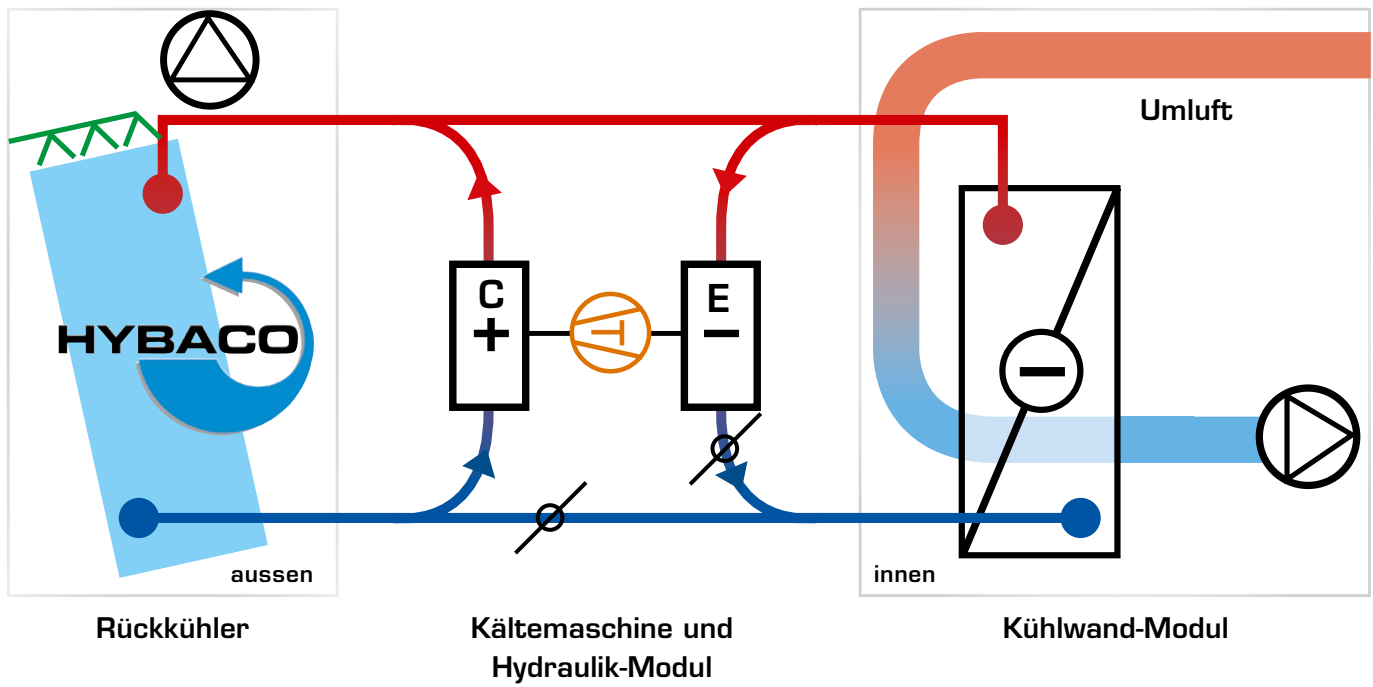 Umluft
C
E
HYBACO
T
aussen
innen
Rückkühler
Kältemaschine und
Hydraulik-Modul
Kühlwand-Modul